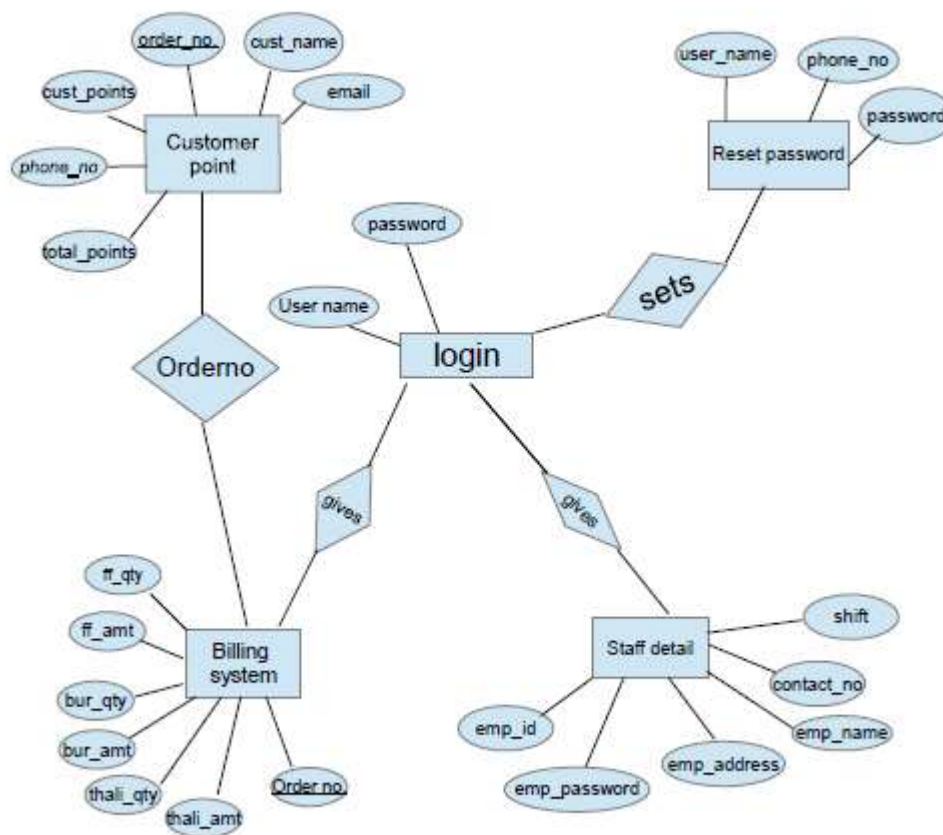 order_no.
cust_name
user_name
phone_no
cust_points
email
password
Customer
point
Reset password
phone_no
password
total_points
sets
User name
login
Orderno
gives
gives
ff_qty
shift
ff_amt
Billing
system
Staff detail
contact_no
bur_qty
emp_id
emp_name
bur_amt
emp_address
thali_qty
Order no.
emp_password
thali_amt